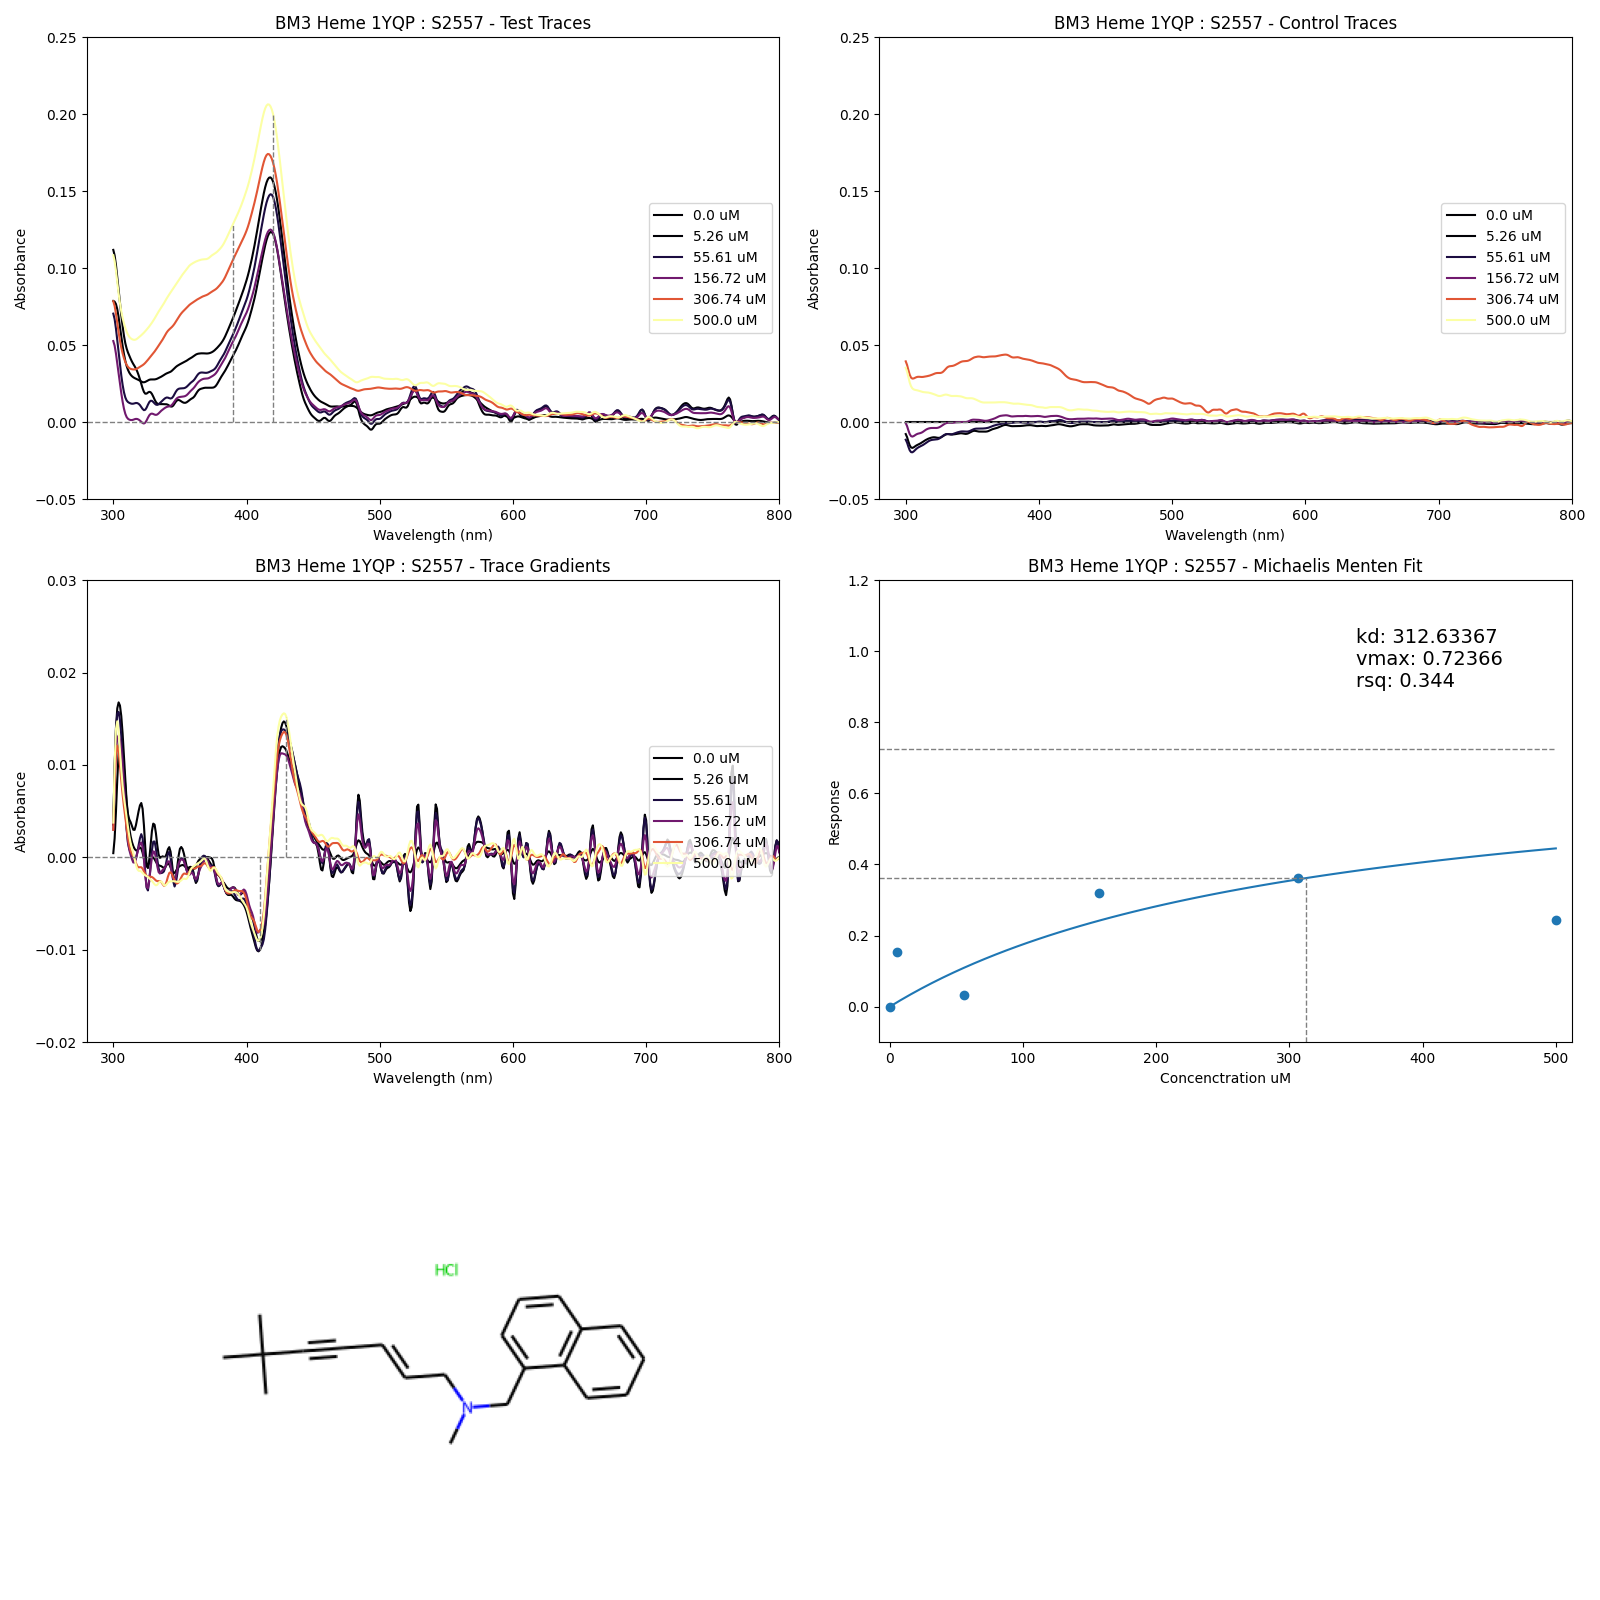 BM3 Heme 1YQP : S2557 - Test Traces
0.25
0.20
0.15
0.10
0.05
0.00
−0.05
Absorbance
300 400 500 600 700 800
Wavelength (nm)
0.0 uM
5.26 uM
55.61 uM
156.72 uM
306.74 uM
500.0 uM
BM3 Heme 1YQP : S2557 - Control Traces
0.25
0.20
0.15
0.10
0.05
0.00
−0.05
Absorbance
300 400 500 600 700 800
Wavelength (nm)
0.0 uM
5.26 uM
55.61 uM
156.72 uM
306.74 uM
500.0 uM
BM3 Heme 1YQP : S2557 - Trace Gradients
0.03
0.02
0.01
0.00
−0.01
−0.02
Absorbance
300 400 500 600 700 800
Wavelength (nm)
0.0 uM
5.26 uM
55.61 uM
156.72 uM
306.74 uM
500.0 uM
BM3 Heme 1YQP : S2557 - Michaelis Menten Fit
1.2
1.0
0.8
0.6
0.4
0.2
0.0
Response
kd: 312.63367
vmax: 0.72366
rsq: 0.344
0 100 200 300 400 500
Concenctration uM
HCl
N